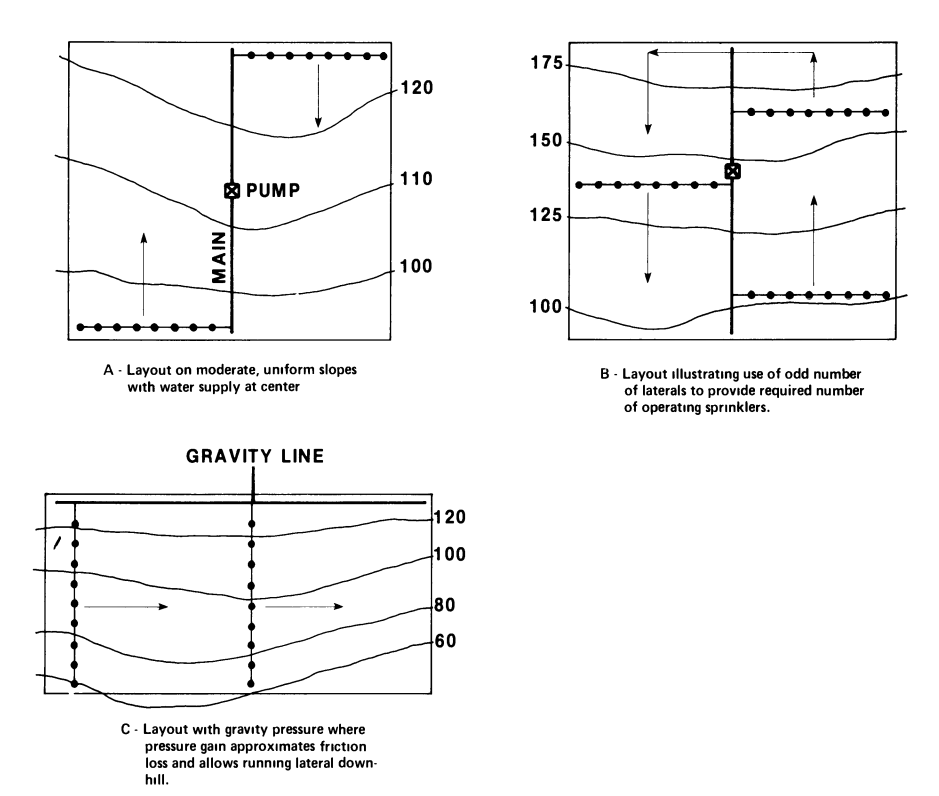 120
110
PUMP
MAIN
100
A - Layout on moderate, uniform slopes
with water supply at center
175
150
125
100
B - Layout illustrating use of odd number
of laterals to provide required number
of operating sprinklers.
GRAVITY LINE
120
100
80
60
C - Layout with gravity pressure where
pressure gain approximates friction
loss and allows running lateral down-
hill.